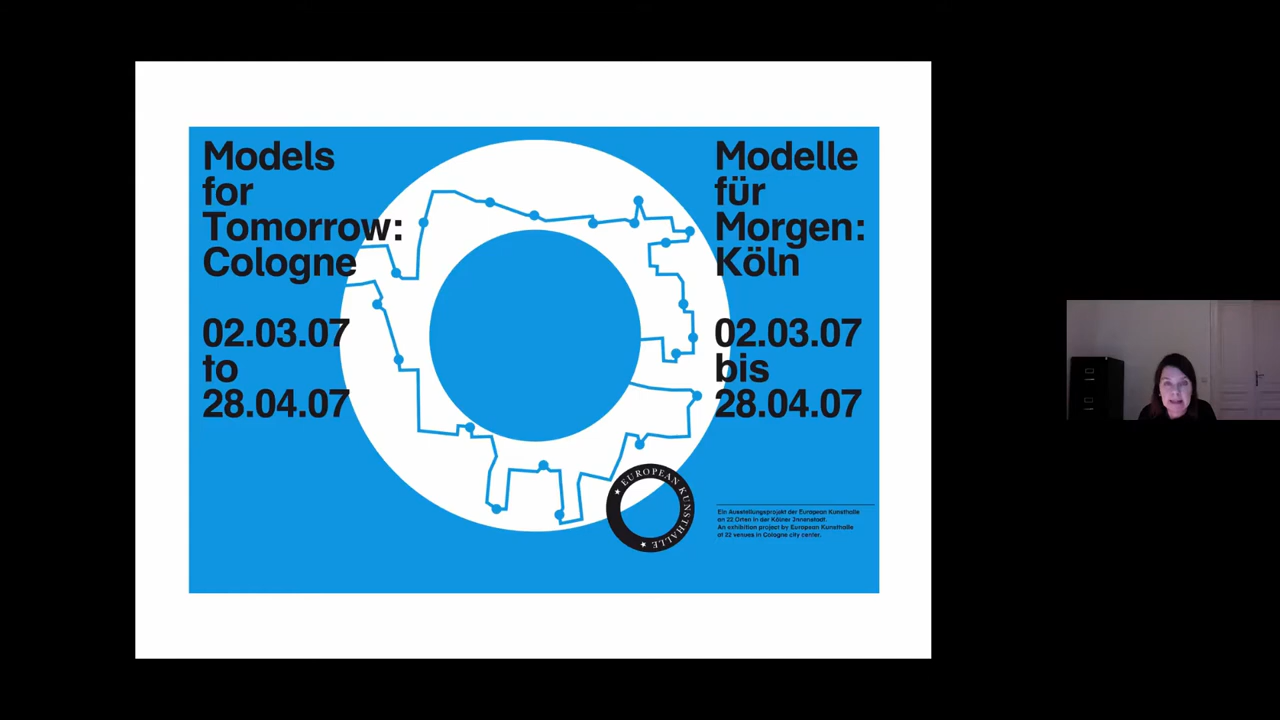 Models
for
Tomorrow:
Cologne
02.03.07
to
28.04.07
Modelle
für
Morgen:
Köln
02.03.07
bis
28.04.07
★ EUROPEAN KUNSTHALLE ★
Ein Ausstellungsprojekt der European Kunsthalle
an 22 Orten in der Kölner Innenstadt.
An exhibition project by European Kunsthalle
at 22 venues in Cologne city center.